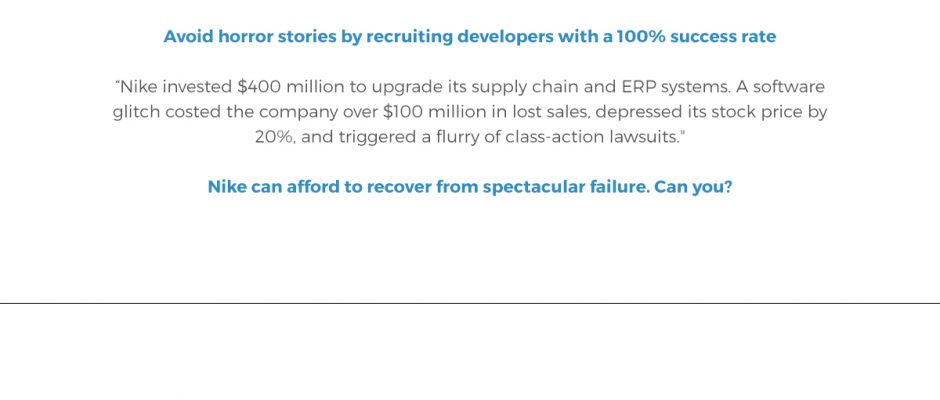 Avoid horror stories by recruiting developers with a 100% success rate
“Nike invested $400 million to upgrade its supply chain and ERP systems. A software
glitch costed the company over $100 million in lost sales, depressed its stock price by
20%, and triggered a flurry of class-action lawsuits."
Nike can afford to recover from spectacular failure. Can you?